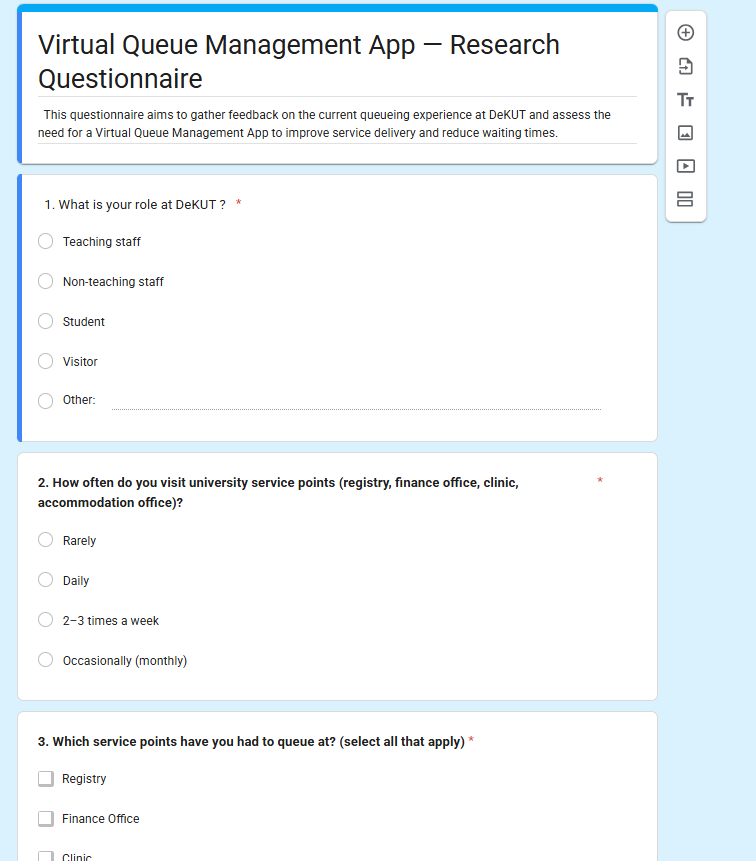 Virtual Queue Management App — Research
Questionnaire
This questionnaire aims to gather feedback on the current queueing experience at DeKUT and assess the
need for a Virtual Queue Management App to improve service delivery and reduce waiting times.
1. What is your role at DeKUT ? *
Teaching staff
Non-teaching staff
Student
Visitor
Other:
2. How often do you visit university service points (registry, finance office, clinic, *
accommodation office)?
Rarely
Daily
2–3 times a week
Occasionally (monthly)
3. Which service points have you had to queue at? (select all that apply) *
Registry
Finance Office
Clinic